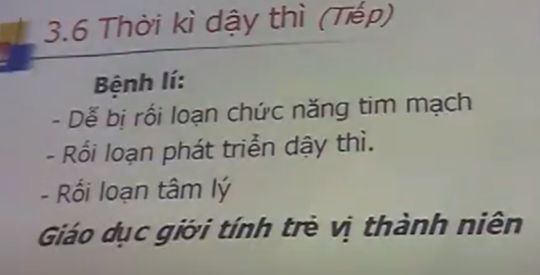 3.6 Thời kì dậy thì (Tiếp)
Bệnh lí:
- Dễ bị rối loạn chức năng tim mạch
- Rối loạn phát triển dậy thì.
- Rối loạn tâm lý
Giáo dục giới tính trẻ vị thành niên